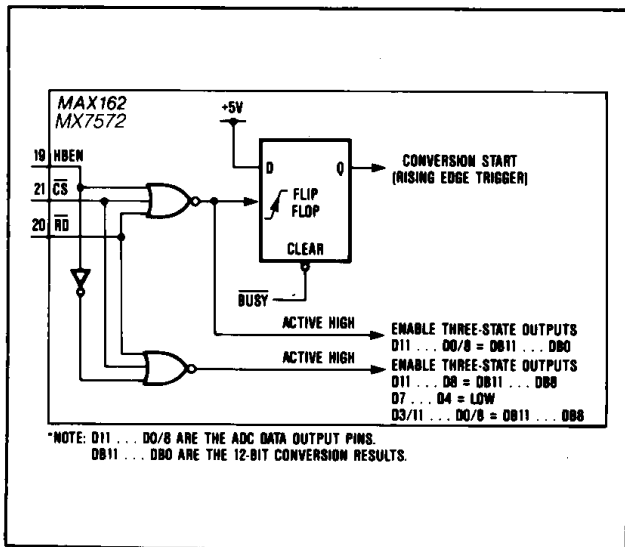 MAX162
MX7572
+5V
19 HBEN
21 CS
20 RD
D
Q
FLIP
FLOP
CLEAR
CONVERSION START
(RISING EDGE TRIGGER)
BUSY
ACTIVE HIGH
ENABLE THREE-STATE OUTPUTS
D11 ... D0/8 = DB11 ... DB0
ACTIVE HIGH
ENABLE THREE-STATE OUTPUTS
D11 ... D8 = DB11 ... DB8
D7 ... D4 = LOW
D3/11 ... D0/8 = DB11 ... DB8
*NOTE: D11 ... D0/8 ARE THE ADC DATA OUTPUT PINS.
DB11 ... DB0 ARE THE 12-BIT CONVERSION RESULTS.